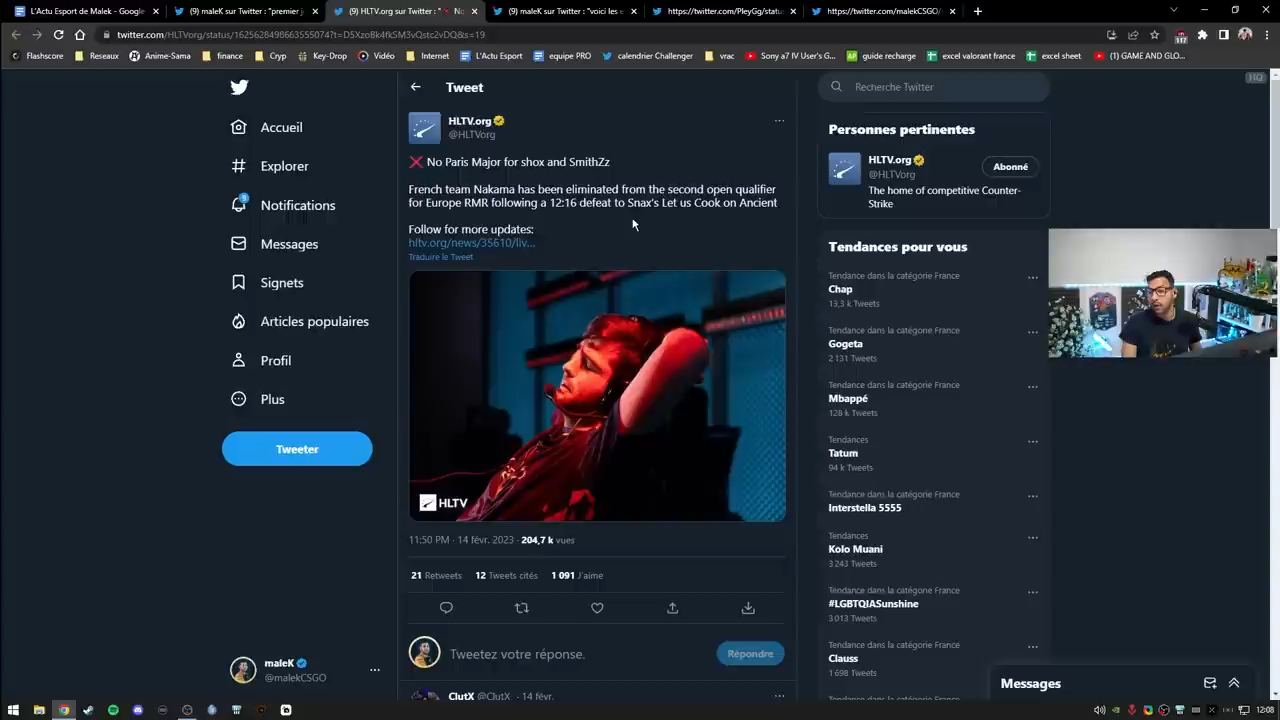 L'Actu Esport de Malek - Google
maleK sur Twitter : "premier j
(9) HLTV.org sur Twitter : "❌ No
(9) maleK sur Twitter : "voici les
https://twitter.com/PleyGg/status
https://twitter.com/malekCSGO/
twitter.com/HLTVorg/status/1625628498663555074?t=D5XzoBk4fkSM3vQstc2vDQ&s=19
Flashscore
Reseaux
Anime-Sama
finance
Cryp
Key-Drop
Vidéo
Internet
L'Actu Esport
equipe PRO
calendrier Challenger
vrac
Sony a7 IV User's G...
guide recharge
excel valorant france
excel sheet
(1) GAME AND GLO...
HQ
Accueil
Explorer
9
Notifications
Messages
Signets
Articles populaires
Profil
Plus
Tweeter
maleK
@malekCSGO
Tweet
HLTV.org
@HLTVorg
❌ No Paris Major for shox and SmithZz
French team Nakama has been eliminated from the second open qualifier
for Europe RMR following a 12:16 defeat to Snax's Let us Cook on Ancient
Follow for more updates:
hltv.org/news/35610/liv...
Traduire le Tweet
HLTV
11:50 PM · 14 févr. 2023 · 204,7 k vues
21 Retweets 12 Tweets cités 1 091 J'aime
Tweetez votre réponse.
Répondre
ClutX @ClutX · 14 févr.
Recherche Twitter
Personnes pertinentes
HLTV.org
@HLTVorg
Abonné
The home of competitive Counter-
Strike
Tendances pour vous
Tendance dans la catégorie France
Chap
13,3 k Tweets
Tendance dans la catégorie France
Gogeta
2 131 Tweets
Tendance dans la catégorie France
Mbappé
128 k Tweets
Tendances
Tatum
94 k Tweets
Tendance dans la catégorie France
Interstella 5555
Tendances
Kolo Muani
3 243 Tweets
Tendance dans la catégorie France
#LGBTQIASunshine
3 013 Tweets
Tendance dans la catégorie France
Clauss
1 698 Tweets
Messages
12:08